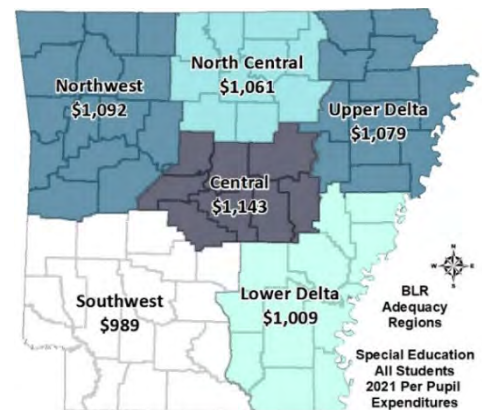 North Central
$1,061
Northwest
$1,092
Upper Delta
$1,079
Central
$1,143
Southwest
$989
Lower Delta
$1,009
N
W E
S
BLR
Adequacy
Regions
Special Education
All Students
2021 Per Pupil
Expenditures